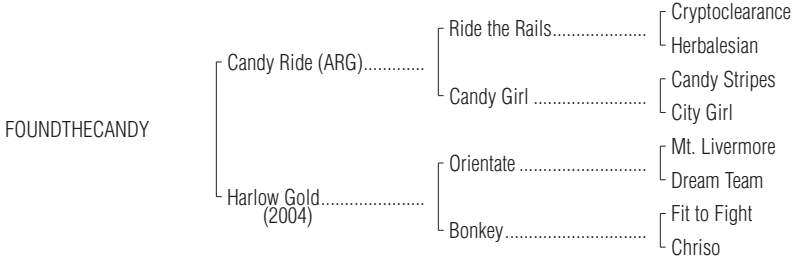 Cryptoclearance
Ride the Rails....................
Herbalesian
Candy Ride (ARG).............
Candy Stripes
Candy Girl ........................
City Girl
FOUNDTHECANDY
Mt. Livermore
Orientate ...........................
Dream Team
Harlow Gold......................
(2004)
Fit to Fight
Bonkey..............................
Chriso